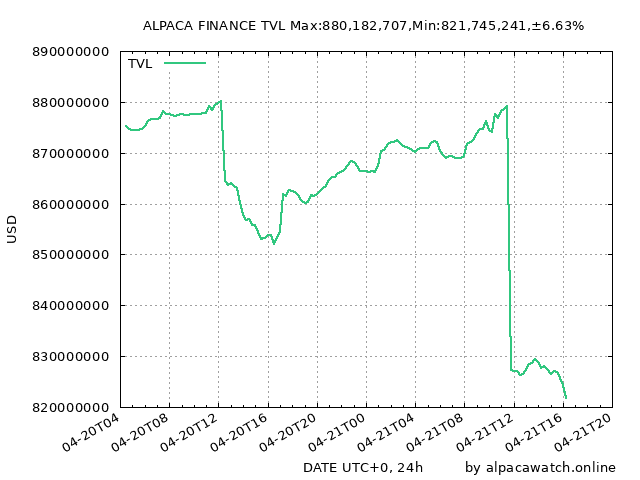 ALPACA FINANCE TVL Max:880,182,707,Min:821,745,241,±6.63%
890000000
TVL
880000000
870000000
860000000
850000000
840000000
830000000
820000000
USD
04-20T04
04-20T08
04-20T12
04-20T16
04-20T20
04-21T00
04-21T04
04-21T08
04-21T12
04-21T16
04-21T20
DATE UTC+0, 24h
by alpacawatch.online